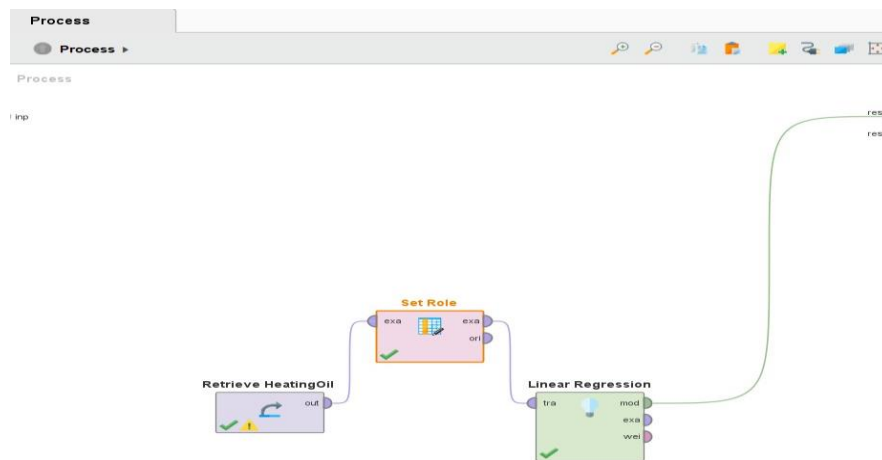 Process
Process
Process
inp
res
res
Set Role
exa exa
ori
Retrieve HeatingOil
out
Linear Regression
tra mod
exa
wei